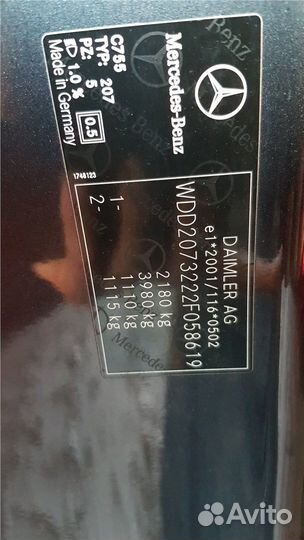 Mercedes-Benz
C755
TYP: 207
PZ: 5
1.0 % 0.5
Made in Germany
1748123
DAIMLER AG
e1*2001/116*0502
WDD2073222F058619
2180 kg
3980 kg
1- 1110 kg
2- 1115 kg
Avito